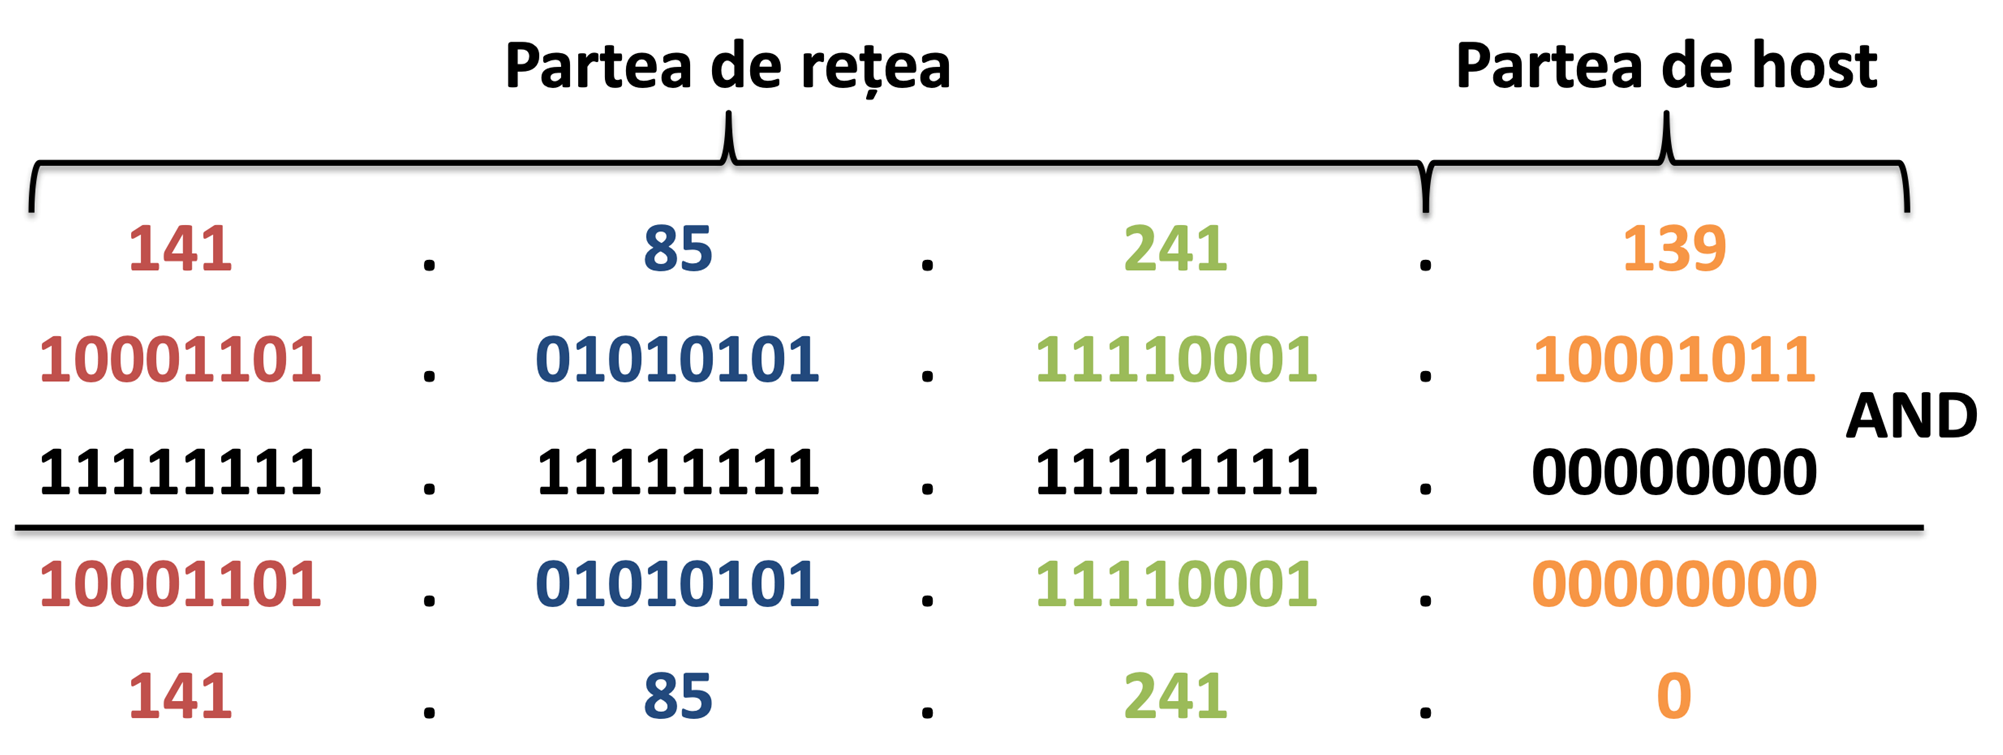 Partea de rețea Partea de host
141 . 85 . 241 . 139
10001101 . 01010101 . 11110001 . 10001011
AND
11111111 . 11111111 . 11111111 . 00000000
10001101 . 01010101 . 11110001 . 00000000
141 . 85 . 241 . 0